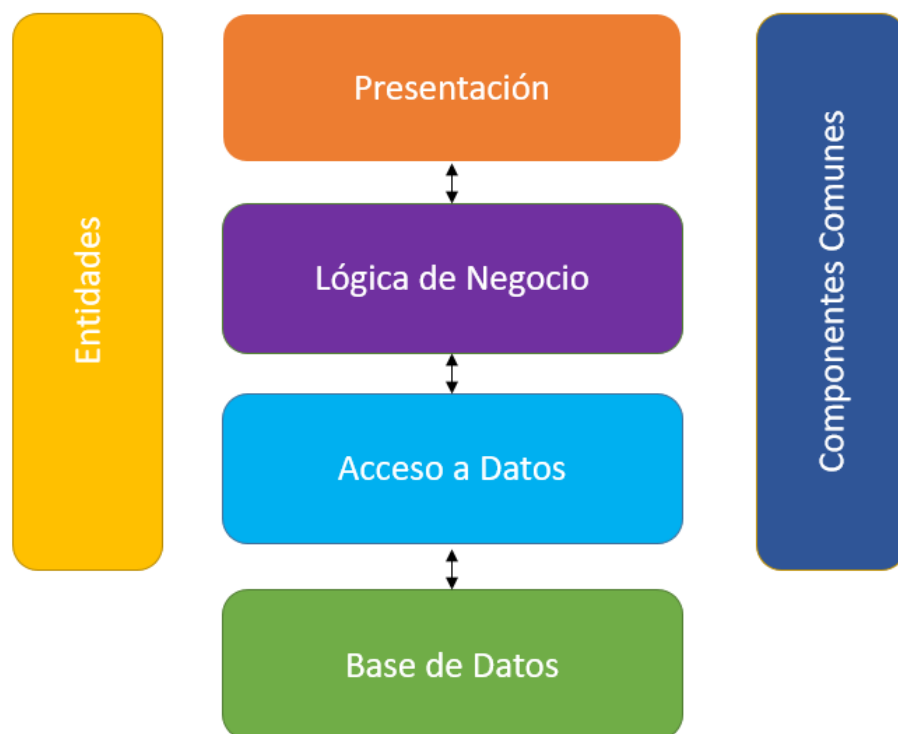 Entidades
Presentación
Lógica de Negocio
Acceso a Datos
Base de Datos
Componentes Comunes